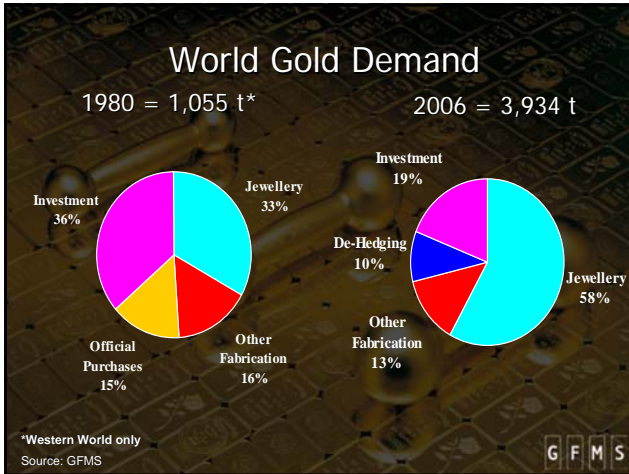 World Gold Demand
1980 = 1,055 t*
2006 = 3,934 t
Investment
36%
Jewellery
33%
Other
Fabrication
16%
Official
Purchases
15%
Investment
19%
De-Hedging
10%
Jewellery
58%
Other
Fabrication
13%
*Western World only
Source: GFMS
G F M S